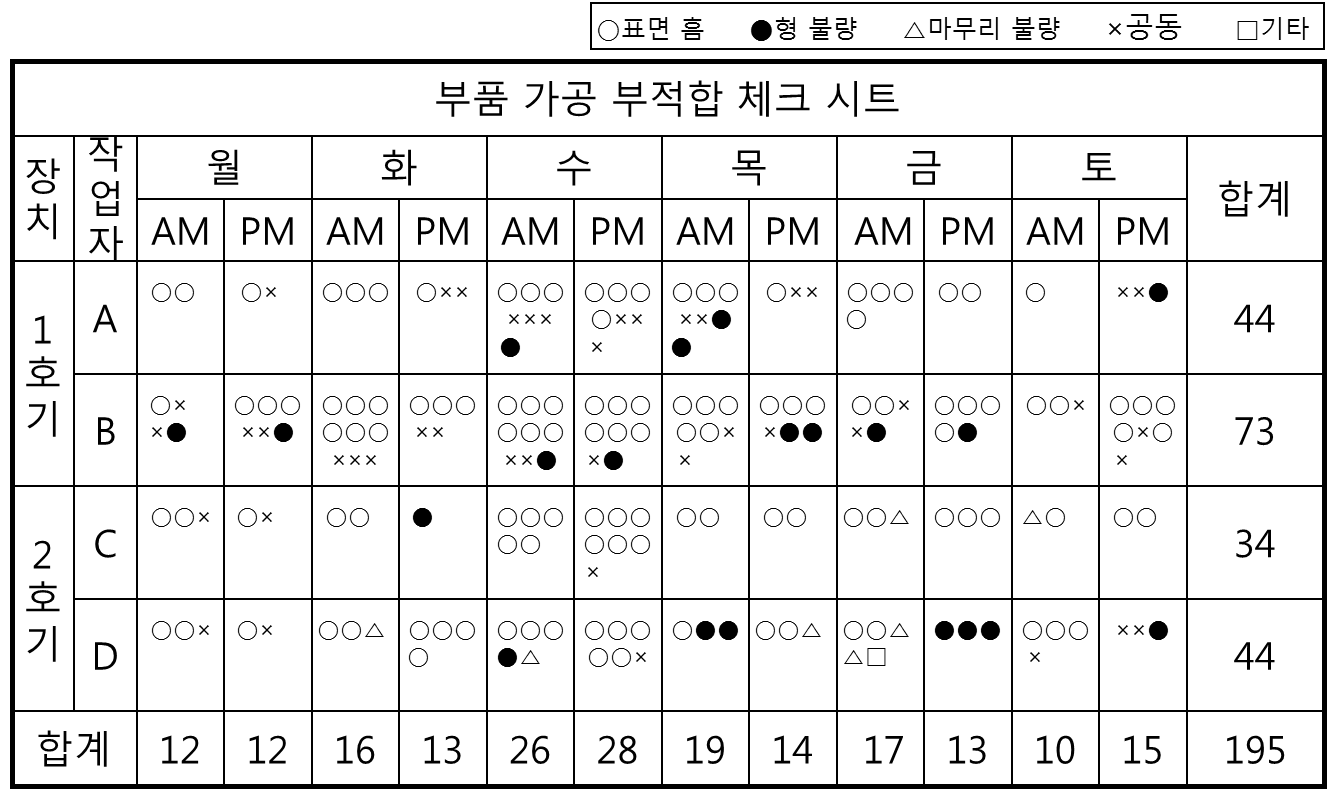 ○표면 흠 ●형 불량 △마무리 불량 ×공동 □기타
부품 가공 부적합 체크 시트
장치 작업자 월 화 수 목 금 토 합계
AM PM AM PM AM PM AM PM AM PM AM PM
1호기 A ○○ ○× ○○○ ○×× ○○○ ○○○ ○○○ ○×× ○○○ ○○ ○ ××● 44
××× ○×× ××● ○
● × ●
B ○× ○○○ ○○○ ○○○ ○○○ ○○○ ○○○ ○○○ ○○× ○○○ ○○× ○○○ 73
×● ××● ○○○ ×× ○○○ ○○○ ○○× ×●● ×● ○● ○×○
××× ××● ×● × ×
2호기 C ○○× ○× ○○ ● ○○○ ○○○ ○○ ○○ ○○△ ○○○ △○ ○○ 34
○○ ○○○
×
D ○○× ○× ○○△ ○○○ ○○○ ○○○ ○●● ○○△ ○○△ ●●● ○○○ ××● 44
○ ●△ ○○× △□ ×
합계 12 12 16 13 26 28 19 14 17 13 10 15 195